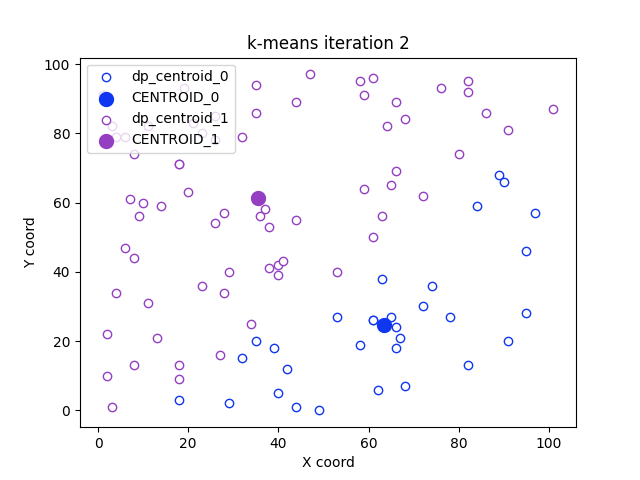 k-means iteration 2
dp_centroid_0
CENTROID_0
dp_centroid_1
CENTROID_1
100
80
60
40
20
0
Y coord
0 20 40 60 80 100
X coord